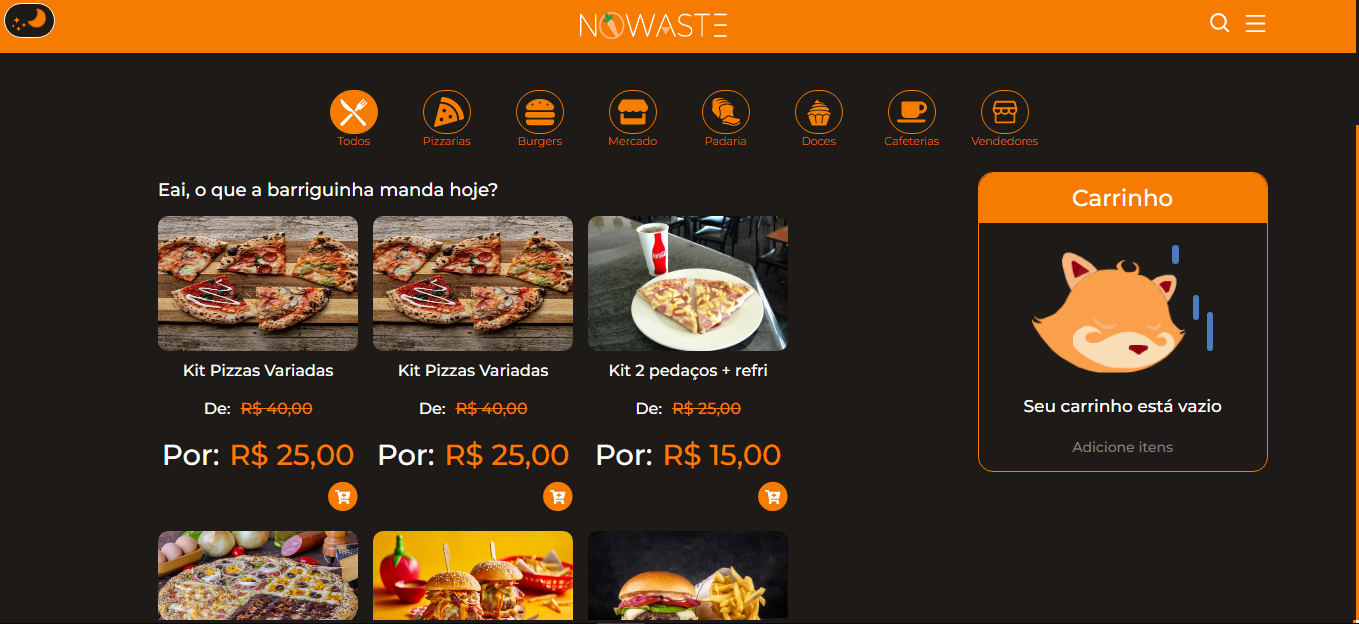 NOWASTE
Todos
Pizzarias
Burgers
Mercado
Padaria
Doces
Cafeterias
Vendedores
Eai, o que a barriguinha manda hoje?
Carrinho
Kit Pizzas Variadas
Kit Pizzas Variadas
Kit 2 pedaços + refri
De: R$ 40,00
De: R$ 40,00
De: R$ 25,00
Por: R$ 25,00
Por: R$ 25,00
Por: R$ 15,00
Seu carrinho está vazio
Adicione itens